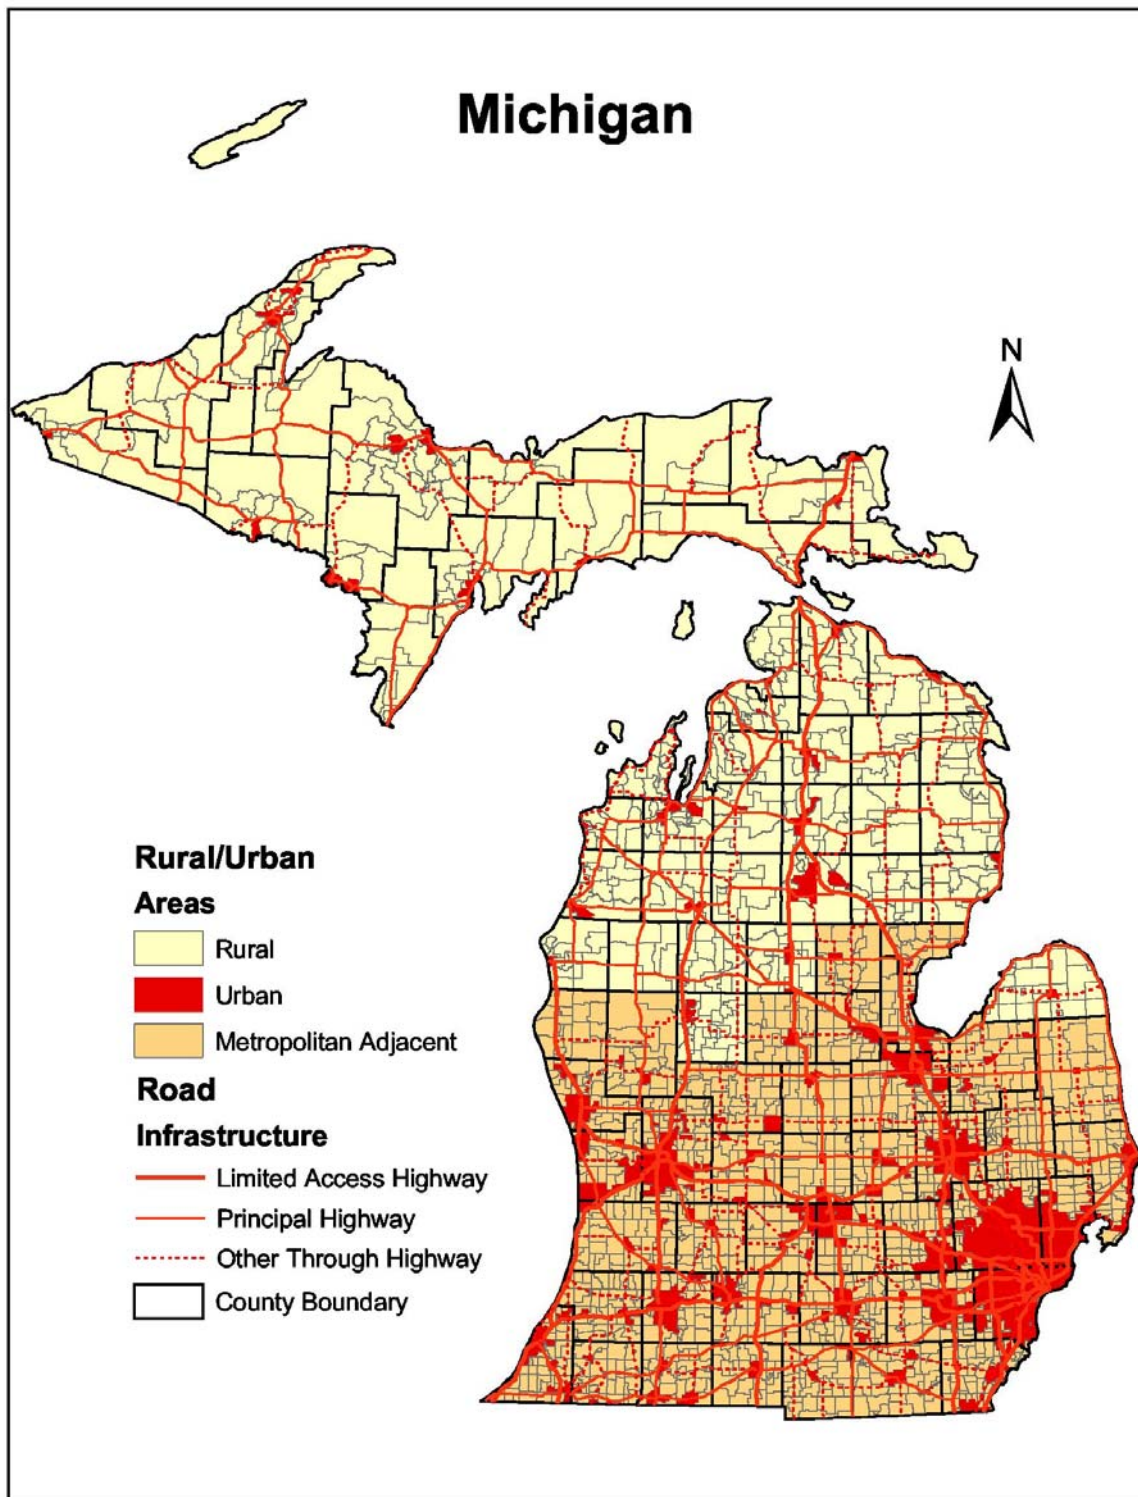 Michigan
N
Rural/Urban
Areas
Rural
Urban
Metropolitan Adjacent
Road
Infrastructure
Limited Access Highway
Principal Highway
Other Through Highway
County Boundary